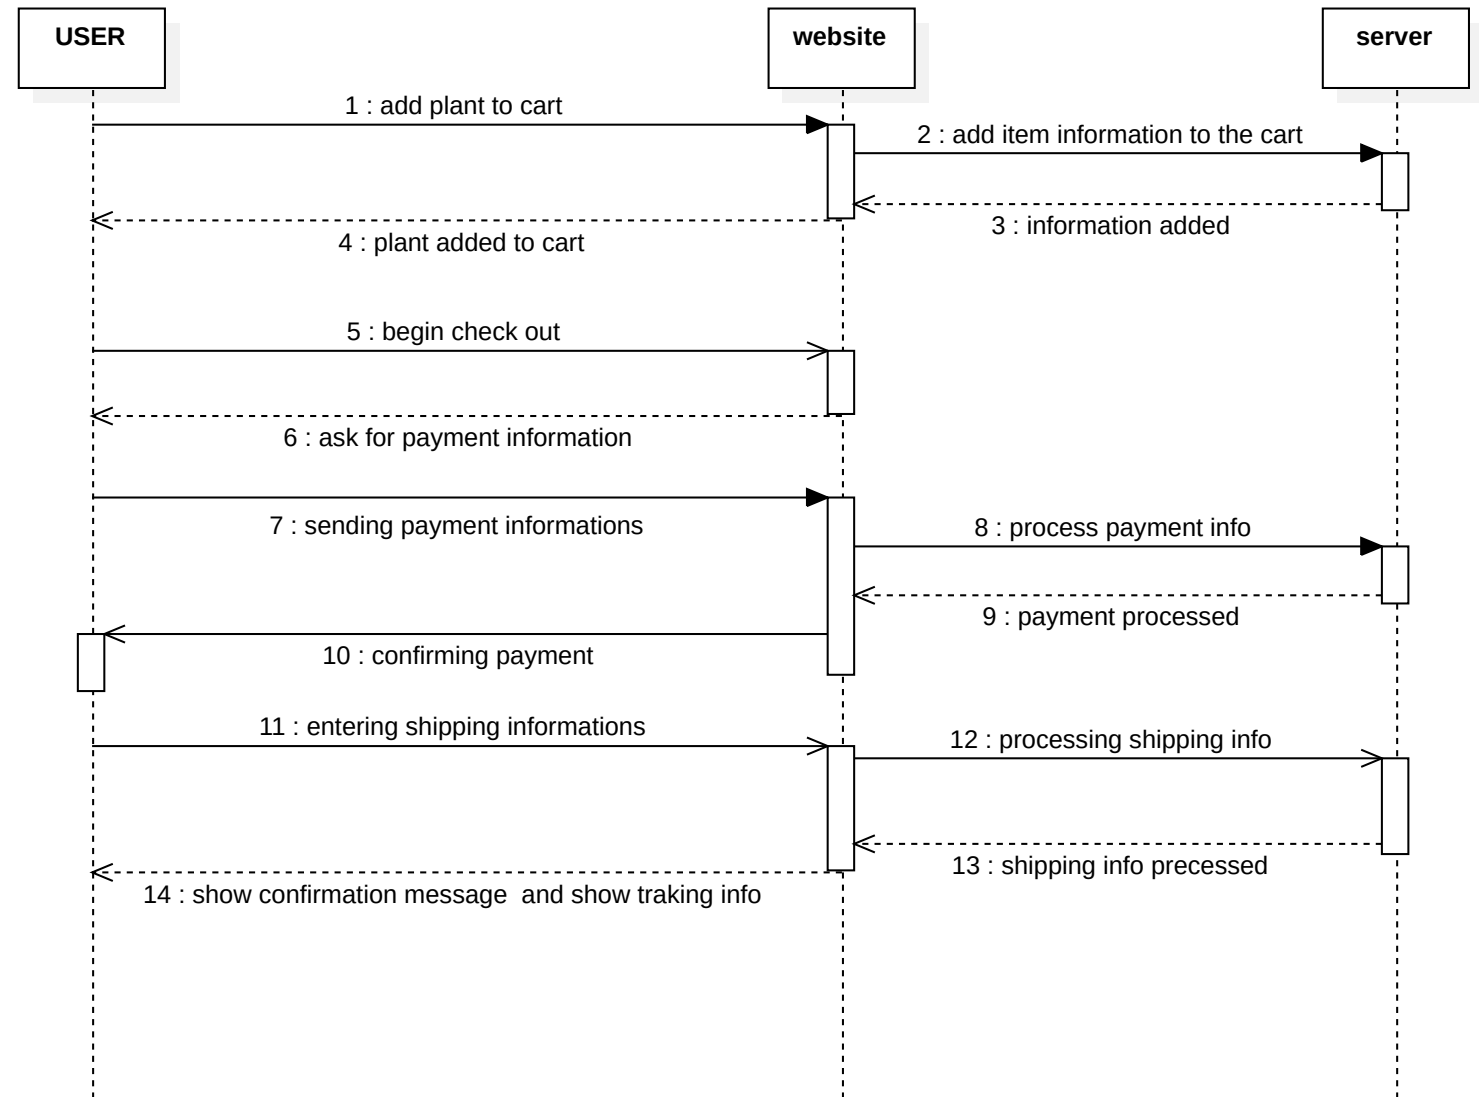 USER
website
server
1 : add plant to cart
2 : add item information to the cart
3 : information added
4 : plant added to cart
5 : begin check out
6 : ask for payment information
7 : sending payment informations
8 : process payment info
9 : payment processed
10 : confirming payment
11 : entering shipping informations
12 : processing shipping info
13 : shipping info precessed
14 : show confirmation message  and show traking info